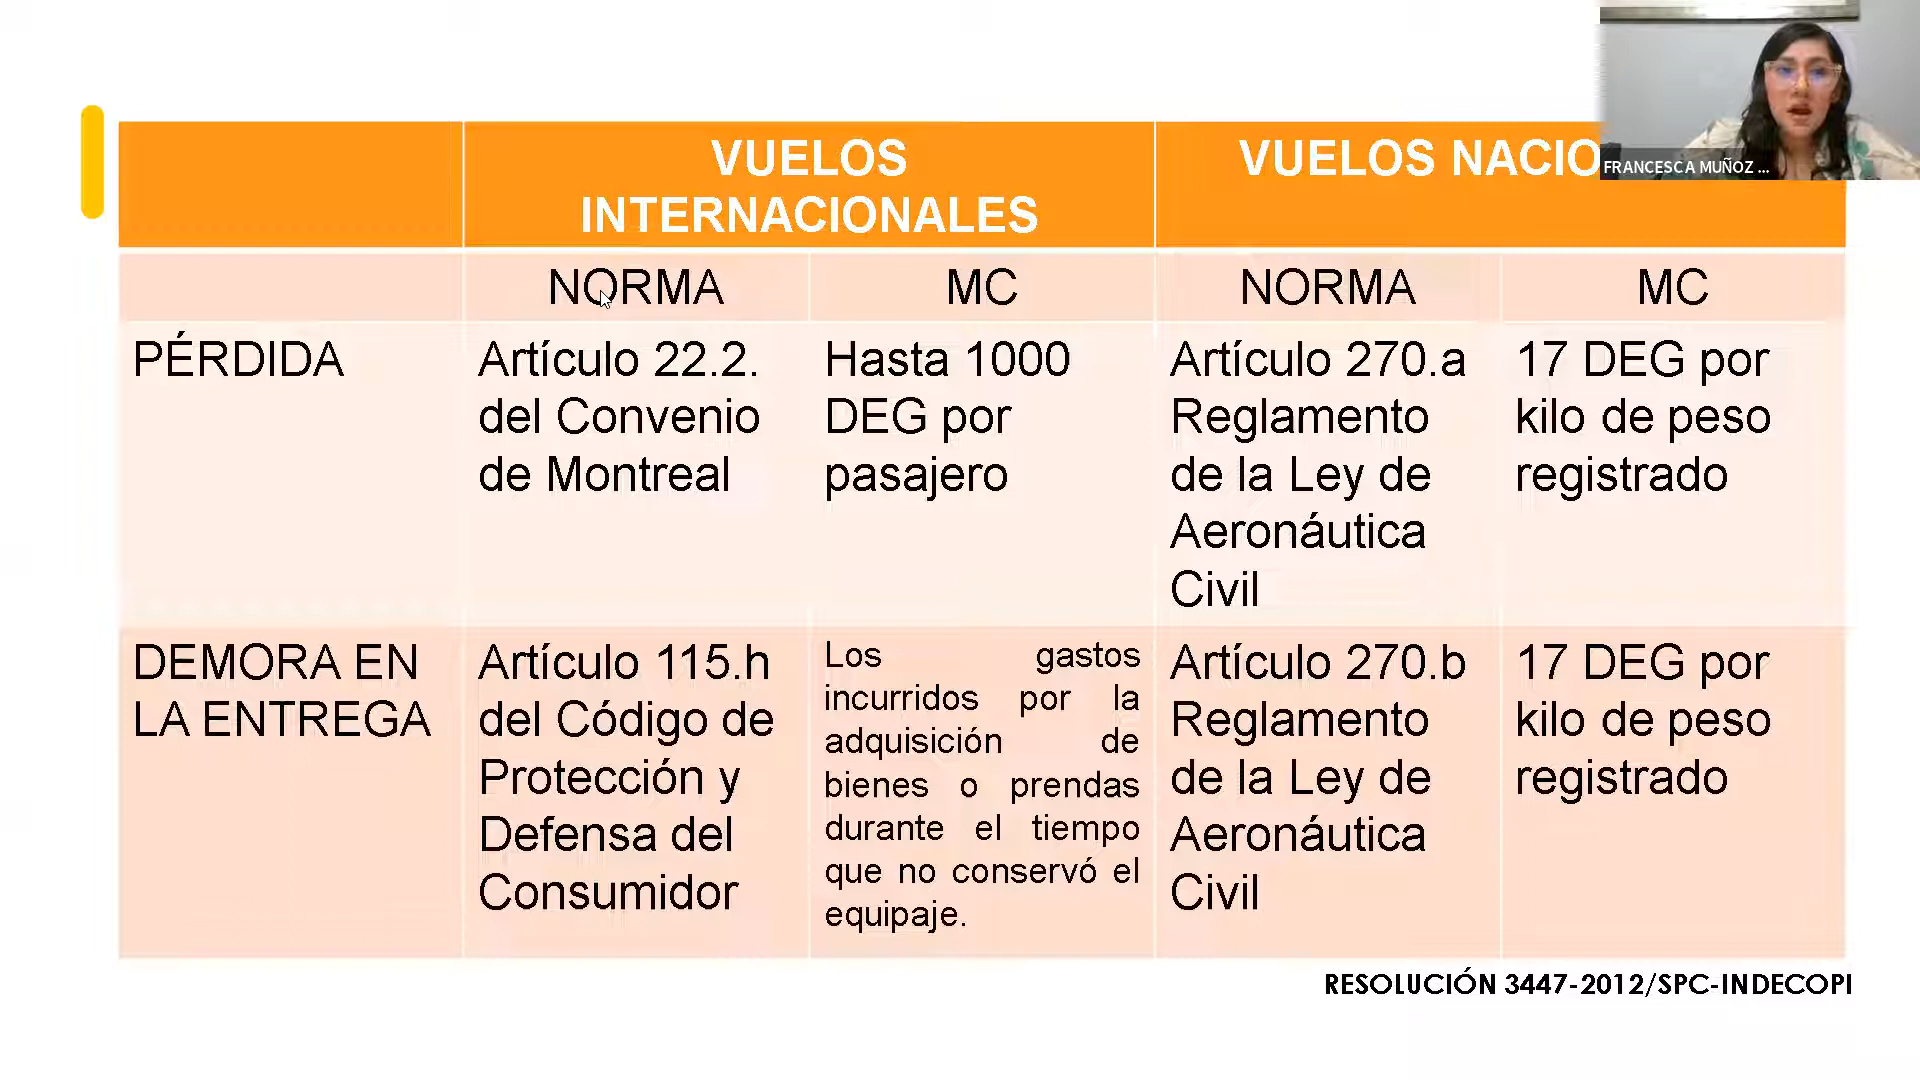 VUELOS
INTERNACIONALES
VUELOS NACIO
FRANCESCA MUÑOZ ...
NORMA
MC
NORMA
MC
PÉRDIDA
Artículo 22.2.
del Convenio
de Montreal
Hasta 1000
DEG por
pasajero
Artículo 270.a
Reglamento
de la Ley de
Aeronáutica
Civil
17 DEG por
kilo de peso
registrado
DEMORA EN
LA ENTREGA
Artículo 115.h
del Código de
Protección y
Defensa del
Consumidor
Los gastos
incurridos por la
adquisición de
bienes o prendas
durante el tiempo
que no conservó el
equipaje.
Artículo 270.b
Reglamento
de la Ley de
Aeronáutica
Civil
17 DEG por
kilo de peso
registrado
RESOLUCIÓN 3447-2012/SPC-INDECOPI